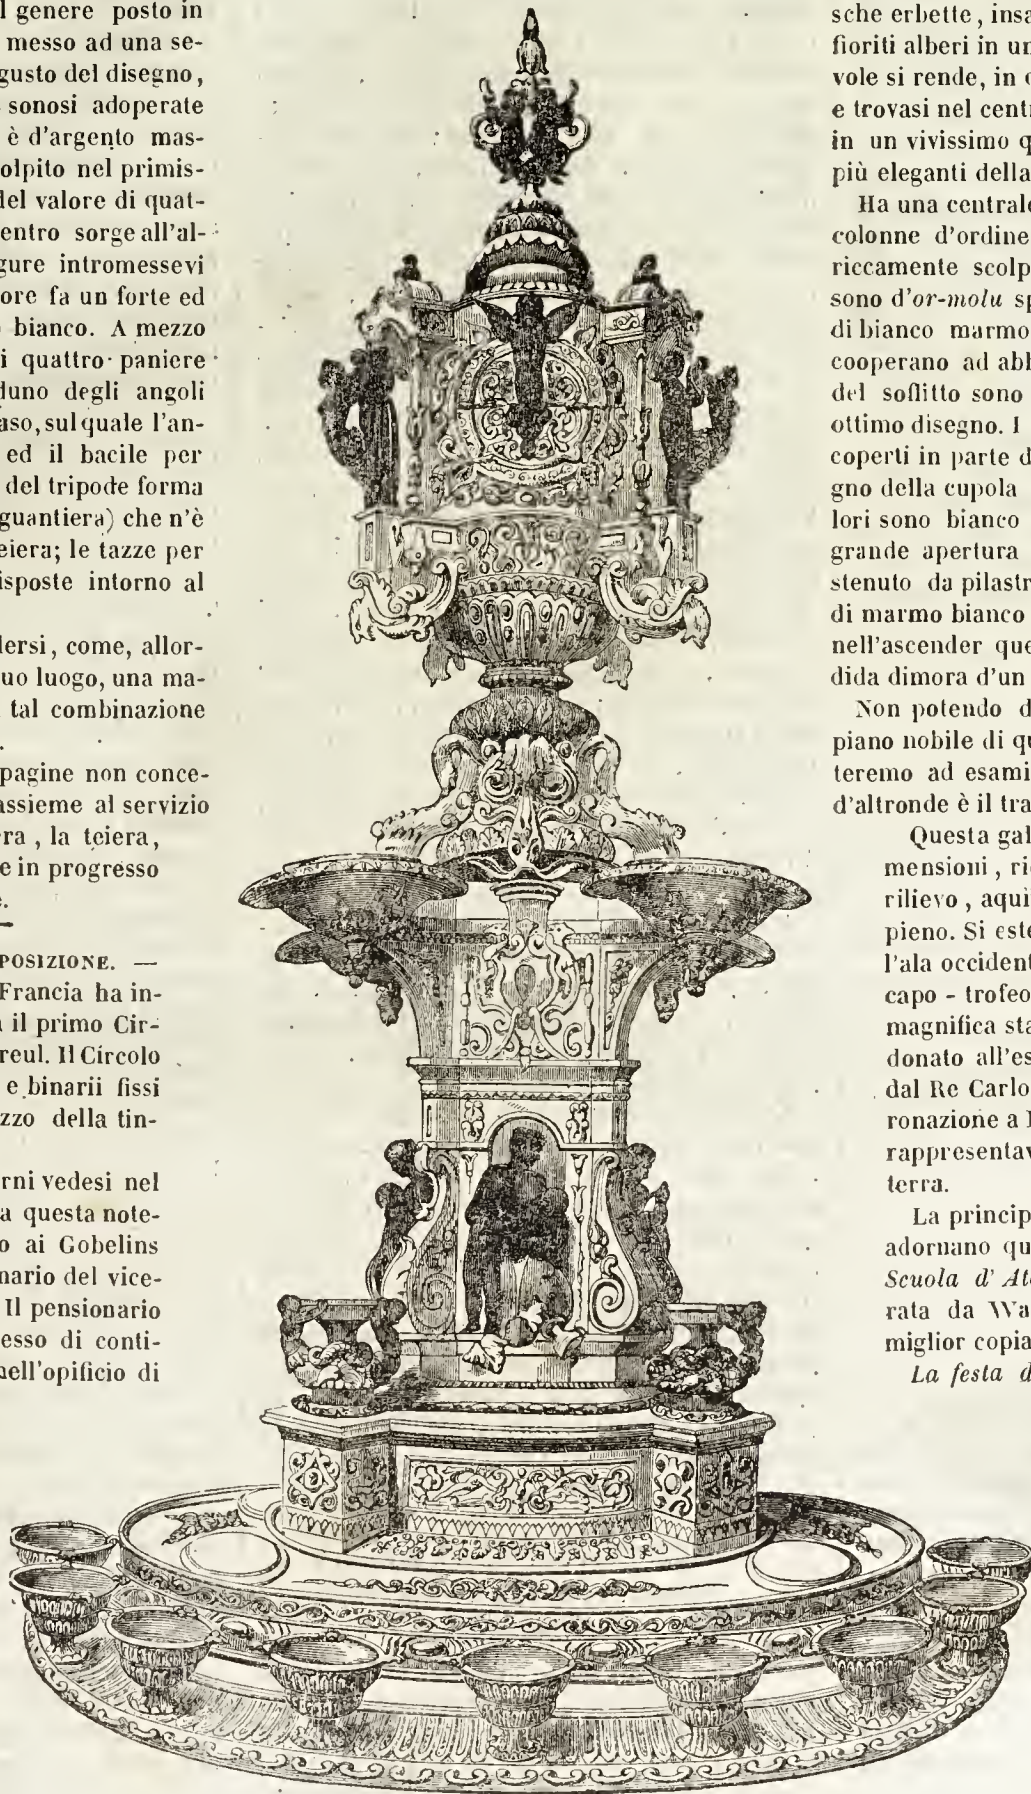 l genere posto in
messo ad una se-
gusto del disegno,
sonosi adoperate
è d'argento mas-
olpito nel primis-
del valore di quat-
entro sorge all'al-
gure intromessevi
ore fa un forte ed
bianco. A mezzo
i quattro paniere
duno degli angoli
aso, sul quale l'an-
ed il bacile per
del tripode forma
guantiera) che n'è
eiera; le tazze per
isposte intorno al
lersi, come, allor-
uo luogo, una ma-
tal combinazione
pagine non conce-
assieme al servizio
ra, la teiera,
e in progresso
POSIZIONE. —
Francia ha in-
il primo Cir-
reul. Il Circolo
e binarii fissi
zzo della tin-
rni vedesi nel
a questa note-
o ai Gobelins
nario del vice-
Il pensionario
esso di conti-
nell'opificio di
sche erbette, insa
fioriti alberi in un
vole si rende, in
e trovasi nel cent
in un vivissimo q
più eleganti della
Ha una centrale
colonne d'ordine
riccamente scolp
sono d'or-molu sp
di bianco marmo
cooperano ad abb
del soffitto sono
ottimo disegno. I
coperti in parte d
gno della cupola
lori sono bianco
grande apertura
stenuto da pilastr
di marmo bianco
nell'ascender que
dida dimora d'un
Non potendo d
piano nobile di qu
teremo ad esami
d'altronde è il tra
Questa gal
mensioni, ri
rilievo, aqui
pieno. Si este
l'ala occident
capo - trofeo
magnifica sta
donato all'es
dal Re Carlo
ronazione a
rappresentav
terra.
La princip
adornano qu
Scuola d'At
rata da Wa
miglior copia
La festa d